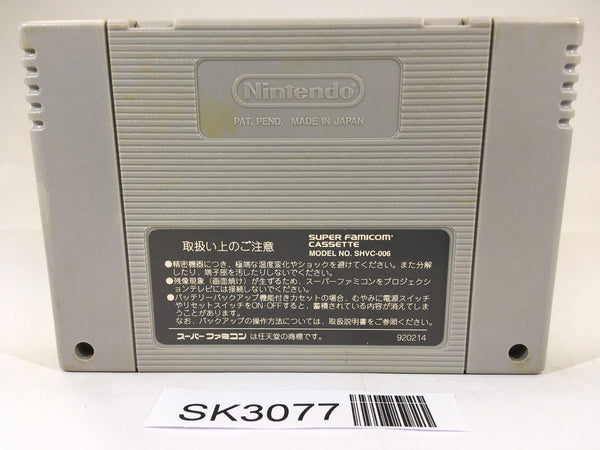 Nintendo
PAT. PEND. MADE IN JAPAN
取扱い上のご注意
SUPER FAMICOM
CASSETTE
MODEL NO. SHVC-006
●精密機器につき、極端な温度変化やショックを避けてください。また分解
したり、端子部を汚したりしないでください。
●残像現象（画面焼け）が生ずるため、スーパーファミコンをプロジェクシ
ョンテレビには接続しないでください。
●バッテリーバックアップ機能付きカセットの場合、むやみに電源スイッチ
やリセットスイッチをON・OFFすると、蓄積されている内容が消えてしま
うことがあります。
なお、バックアップの操作方法については、取扱説明書をご参照ください。
スーパーファミコンは任天堂の商標です。
920214
SK3077